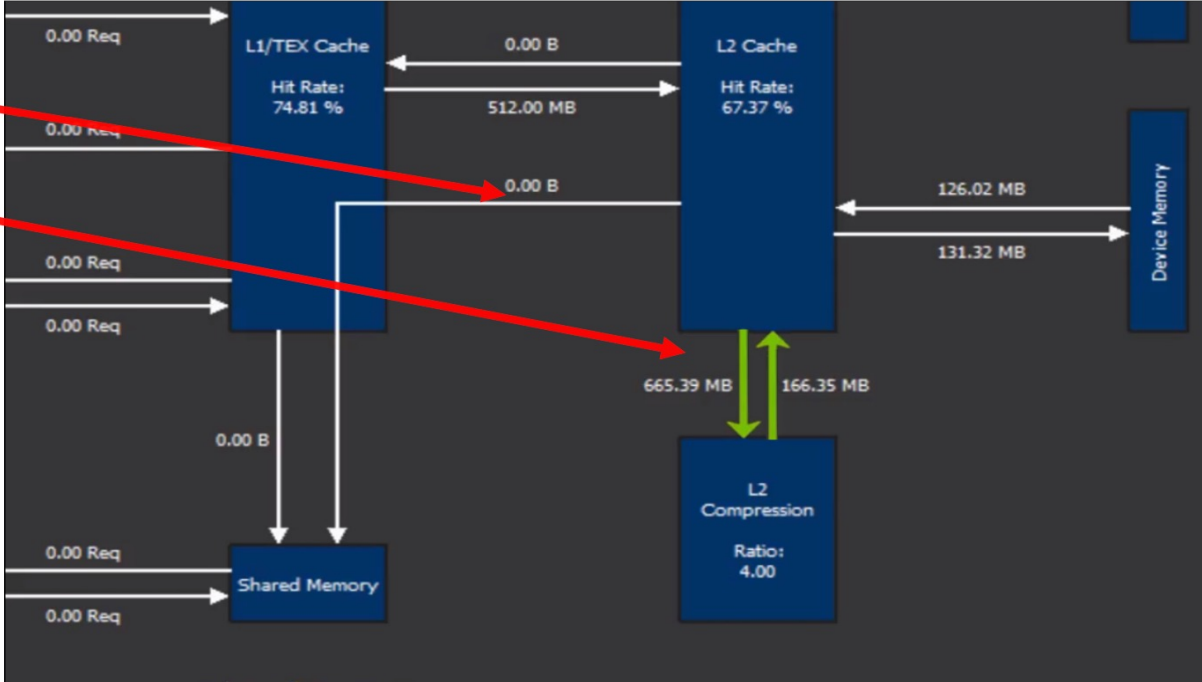 0.00 Req
L1/TEX Cache
Hit Rate:
74.81 %
0.00 B
512.00 MB
L2 Cache
Hit Rate:
67.37 %
0.00 Req
0.00 B
126.02 MB
131.32 MB
Device Memory
0.00 Req
0.00 Req
665.39 MB
166.35 MB
0.00 B
L2
Compression
Ratio:
4.00
0.00 Req
Shared Memory
0.00 Req